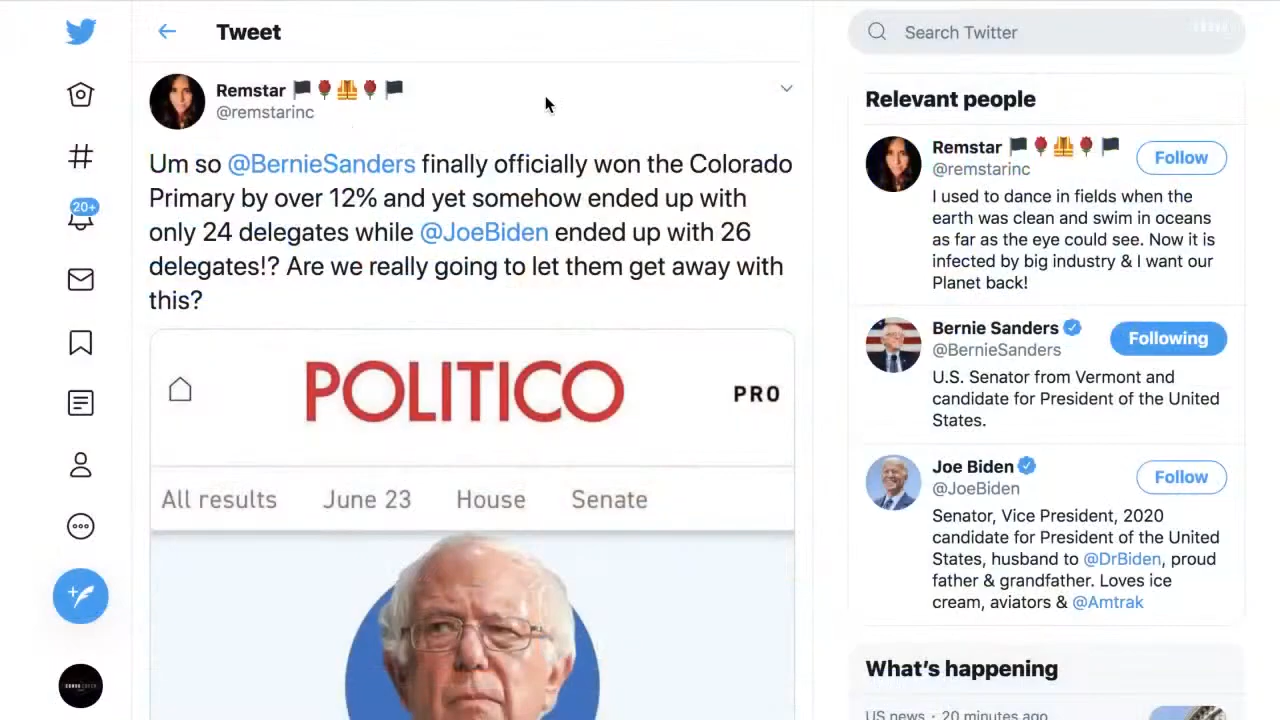 Tweet
Remstar
@remstarinc
Um so @BernieSanders finally officially won the Colorado
Primary by over 12% and yet somehow ended up with
only 24 delegates while @JoeBiden ended up with 26
delegates!? Are we really going to let them get away with
this?
POLITICO
PRO
All results June 23 House Senate
20+
Search Twitter
Relevant people
Remstar
@remstarinc
Follow
I used to dance in fields when the
earth was clean and swim in oceans
as far as the eye could see. Now it is
infected by big industry & I want our
Planet back!
Bernie Sanders
@BernieSanders
Following
U.S. Senator from Vermont and
candidate for President of the United
States.
Joe Biden
@JoeBiden
Follow
Senator, Vice President, 2020
candidate for President of the United
States, husband to @DrBiden, proud
father & grandfather. Loves ice
cream, aviators & @Amtrak
What's happening
US news · 20 minutes ago